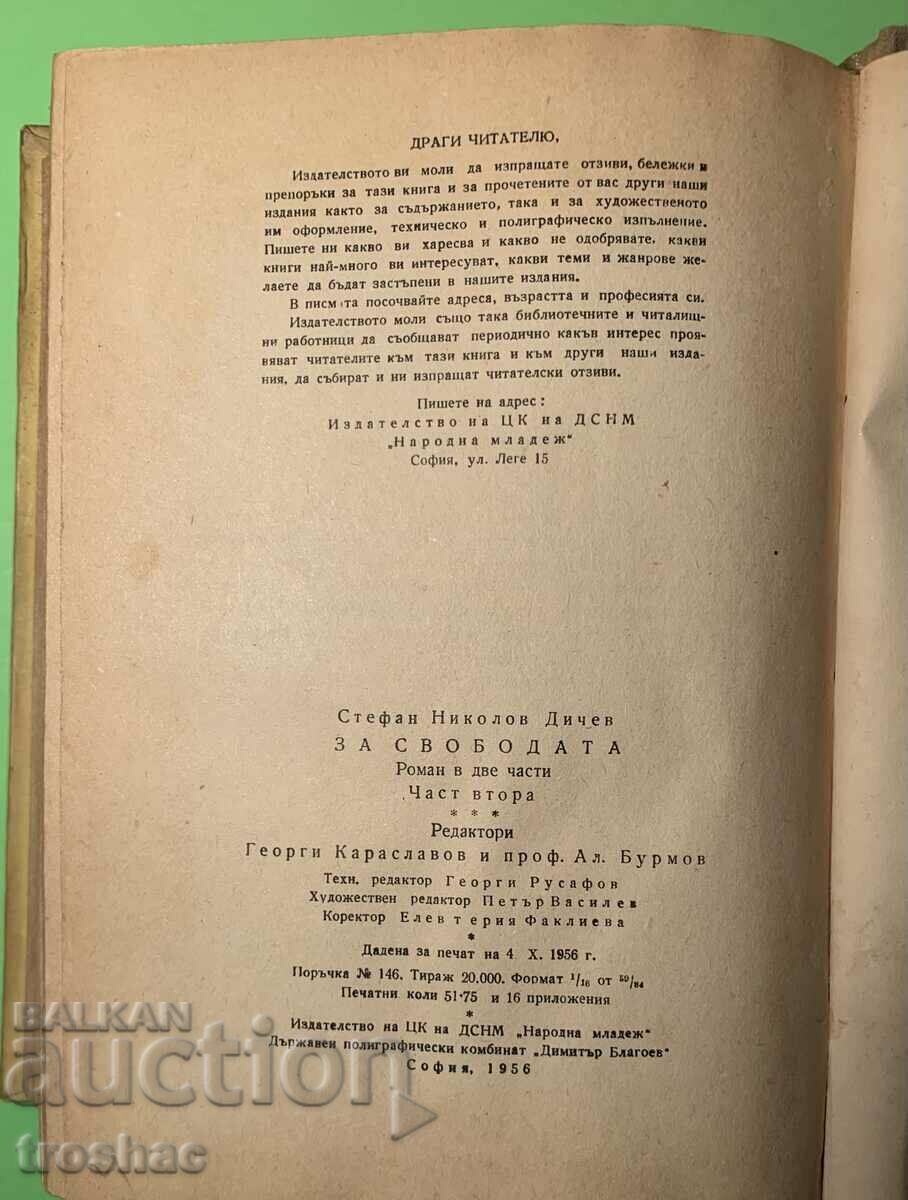 ДРАГИ ЧИТАТЕЛЮ,
Издателството ви моли да изпращате отзиви, бележки и
препоръки за тази книга и за прочетените от вас други наши
издания както за съдържанието, така и за художественото
им оформление, техническо и полиграфическо изпълнение.
Пишете ни какво ви харесва и какво не одобрявате, какви
книги най-много ви интересуват, какви теми и жанрове же-
лаете да бъдат застъпени в нашите издания.
В писмата посочвайте адреса, възрастта и професията си.
Издателството моли също така библиотечните и читалищ-
ни работници да съобщават периодично какъв интерес проя-
вяват читателите към тази книга и към други наши изда-
ния, да събират и ни изпращат читателски отзиви.
Пишете на адрес:
Издателство на ЦК на ДСНМ
„Народна младеж“
София, ул. Леге 15
Стефан Николов Дичев
ЗА СВОБОДАТА
Роман в две части
Част втора
* * *
Редактори
Георги Караславов и проф. Ал. Бурмов
Техн. редактор Георги Русафов
Художествен редактор Петър Василев
Коректор Елевтерия Факлиева
*
Дадена за печат на 4 X. 1956 г.
Поръчка № 146. Тираж 20.000. Формат 1/16 от 59/84
Печатни коли 51·75 и 16 приложения
*
Издателство на ЦК на ДСНМ „Народна младеж“
Държавен полиграфически комбинат „Димитър Благоев“
София, 1956
BALKAN
auction
troshac